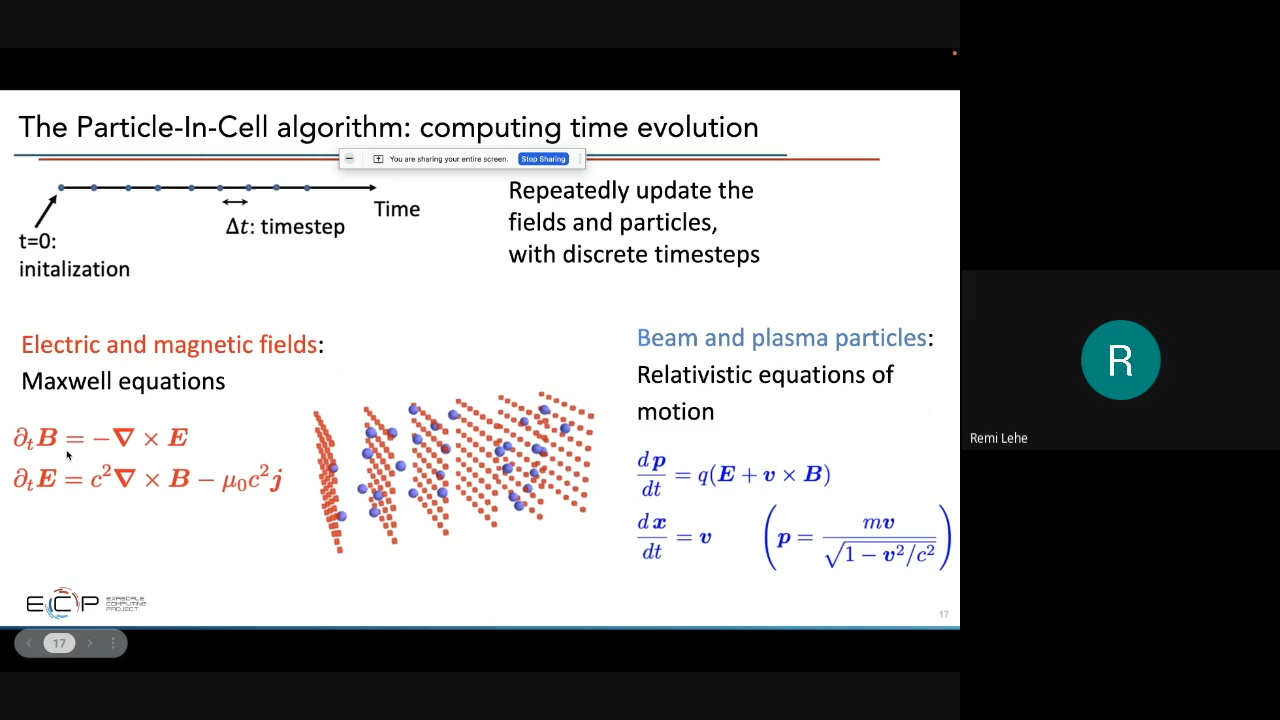 The Particle-In-Cell algorithm: computing time evolution
You are sharing your entire screen.
Stop Sharing
Time
Δt: timestep
t=0:
initalization
Repeatedly update the
fields and particles,
with discrete timesteps
Electric and magnetic fields:
Maxwell equations
∂ₜB = −∇ × E
∂ₜE = c²∇ × B − μ₀c²j
Beam and plasma particles:
Relativistic equations of
motion
dp/dt = q(E + v × B)
dx/dt = v (p = mv/√(1 − v²/c²))
ECP EXASCALE COMPUTING PROJECT
17
17
R
Remi Lehe